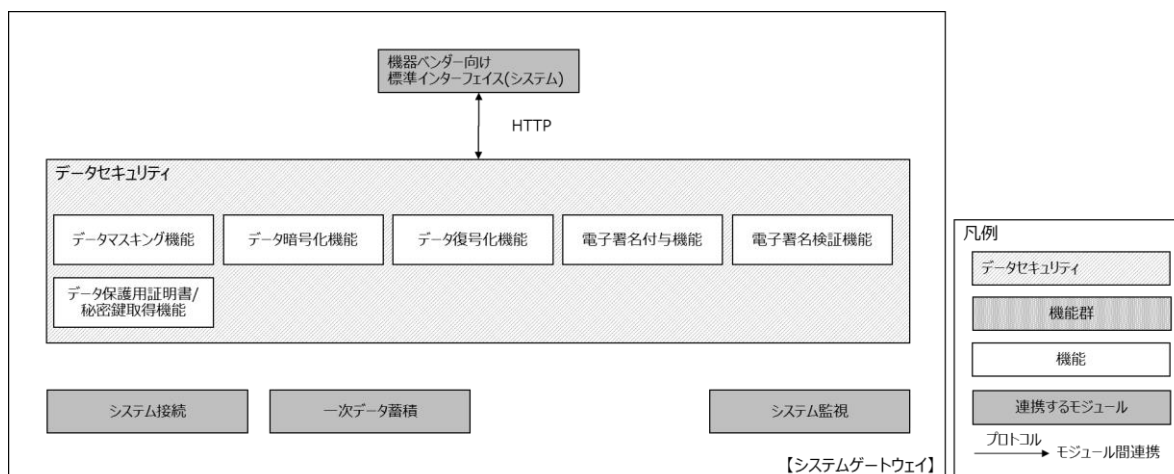 機器ベンダー向け
標準インターフェイス(システム)
HTTP
データセキュリティ
データマスキング機能
データ暗号化機能
データ復号化機能
電子署名付与機能
電子署名検証機能
データ保護用証明書/
秘密鍵取得機能
システム接続
一次データ蓄積
システム監視
【システムゲートウェイ】
凡例
データセキュリティ
機能群
機能
連携するモジュール
プロトコル
モジュール間連携